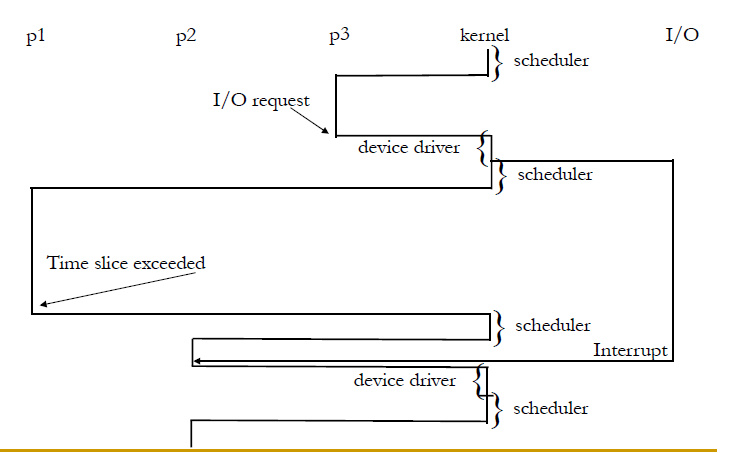 p1 p2 p3 kernel I/O
scheduler
I/O request
device driver
scheduler
Time slice exceeded
scheduler
Interrupt
device driver
scheduler